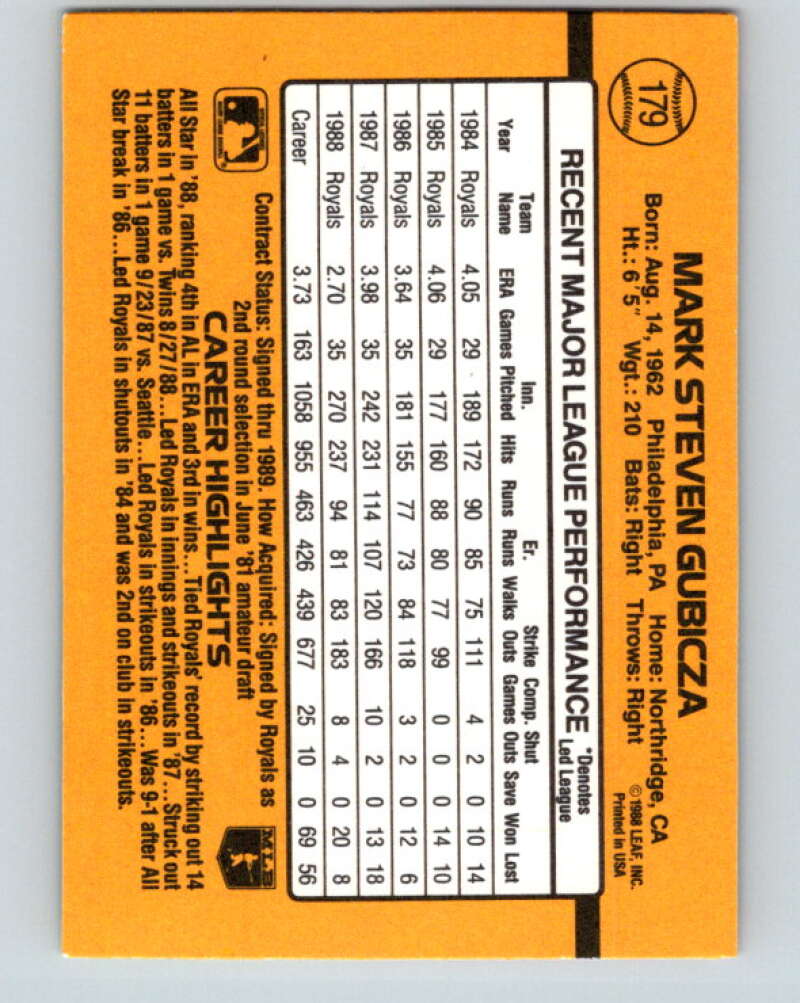 179
MARK STEVEN GUBICZA
Born: Aug. 14, 1962 Philadelphia, PA Home: Northridge, CA
Ht.: 6'5" Wgt.: 210 Bats: Right Throws: Right
© 1988 LEAF, INC.
Printed in USA
RECENT MAJOR LEAGUE PERFORMANCE *Denotes Led League
Year Team Name ERA Games Inn. Pitched Hits Runs Er. Runs Walks Strike Outs Comp. Games Shut Outs Save Won Lost
1984 Royals 4.05 29 189 172 90 85 75 111 4 2 0 10 14
1985 Royals 4.06 29 177 160 88 80 77 99 0 0 0 14 10
1986 Royals 3.64 35 181 155 77 73 84 118 3 2 0 12 6
1987 Royals 3.98 35 242 231 114 107 120 166 10 2 0 13 18
1988 Royals 2.70 35 270 237 94 81 83 183 8 4 0 20 8
Career 3.73 163 1058 955 463 426 439 677 25 10 0 69 56
Contract Status: Signed thru 1989. How Acquired: Signed by Royals as
2nd round selection in June '81 amateur draft
MLB
CAREER HIGHLIGHTS
All Star in '88, ranking 4th in AL in ERA and 3rd in wins...Tied Royals' record by striking out 14
batters in 1 game vs. Twins 8/27/88...Led Royals in innings and strikeouts in '87...Struck out
11 batters in 1 game 9/23/87 vs. Seattle...Led Royals in strikeouts in '86...Was 9-1 after All
Star break in '86...Led Royals in shutouts in '84 and was 2nd on club in strikeouts.